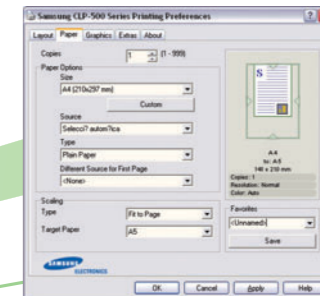 Samsung CLP-500 Series Printing Preferences
Layout Paper Graphics Extras About
Copies 1 (1 - 999)
Paper Options
Size
A4 (210x297 mm)
Custom
Source
Selecci? autom?tica
Type
Plain Paper
Different Source for First Page
<None>
Scaling
Type Fit to Page
Target Paper A5
S
A4
to: A5
148 x 210 mm
Copies : 1
Resolution: Normal
Color: Auto
Favorites
<Unnamed>
Save
SAMSUNG
ELECTRONICS
OK Cancel Apply Help